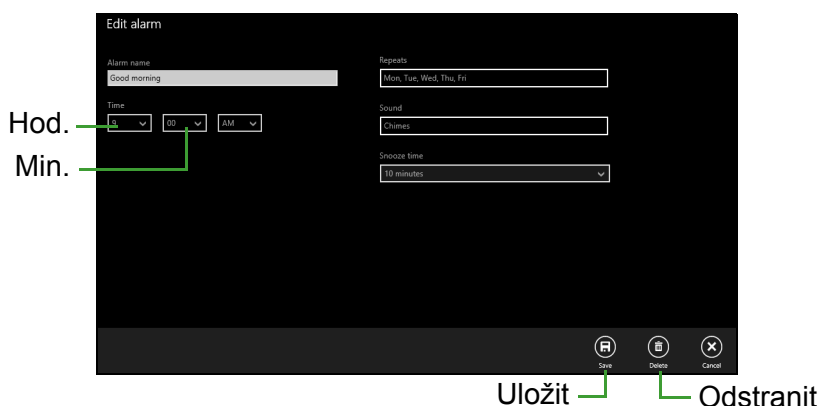 Edit alarm
Alarm name
Good morning
Time
9 00 AM
Repeats
Mon, Tue, Wed, Thu, Fri
Sound
Chimes
Snooze time
10 minutes
Hod.
Min.
Save Delete Cancel
Uložit Odstranit